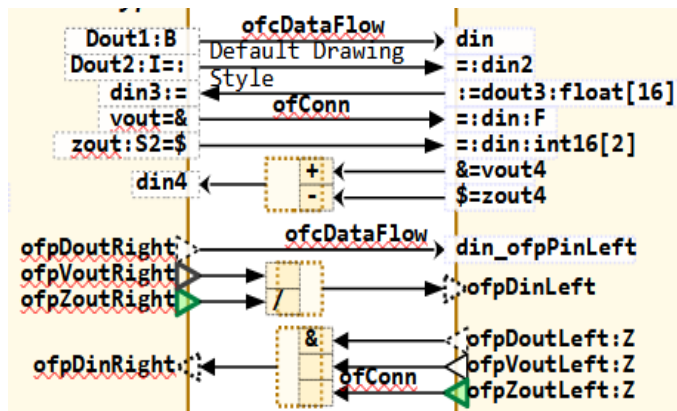 ofcDataFlow
Dout1:B din
Default Drawing
Dout2:I=: =:din2
Style
din3:= :=dout3:float[16]
ofConn
vout=& =:din:F
zout:S2=$ =:din:int16[2]
+ &=vout4
din4
- $=zout4
ofcDataFlow
ofpDoutRight din_ofpPinLeft
ofpVoutRight
ofpDinLeft
ofpZoutRight /
& ofpDoutLeft:Z
ofpDinRight ofpVoutLeft:Z
ofConn
ofpZoutLeft:Z